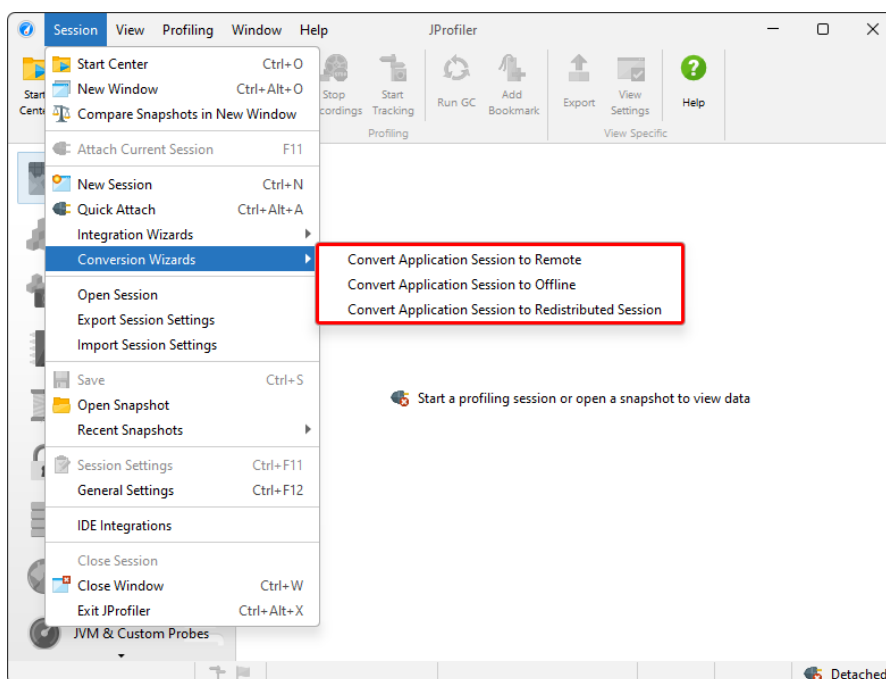 Session View Profiling Window Help JProfiler
Start Center Ctrl+O
New Window Ctrl+Alt+O
Compare Snapshots in New Window
Attach Current Session F11
New Session Ctrl+N
Quick Attach Ctrl+Alt+A
Integration Wizards
Conversion Wizards
Open Session
Export Session Settings
Import Session Settings
Save Ctrl+S
Open Snapshot
Recent Snapshots
Session Settings Ctrl+F11
General Settings Ctrl+F12
IDE Integrations
Close Session
Close Window Ctrl+W
Exit JProfiler Ctrl+Alt+X
Convert Application Session to Remote
Convert Application Session to Offline
Convert Application Session to Redistributed Session
Start
Cente
Stop
cordings
Start
Tracking
Run GC
Add
Bookmark
Export
View
Settings
Help
Profiling
View Specific
Start a profiling session or open a snapshot to view data
JVM & Custom Probes
Detached